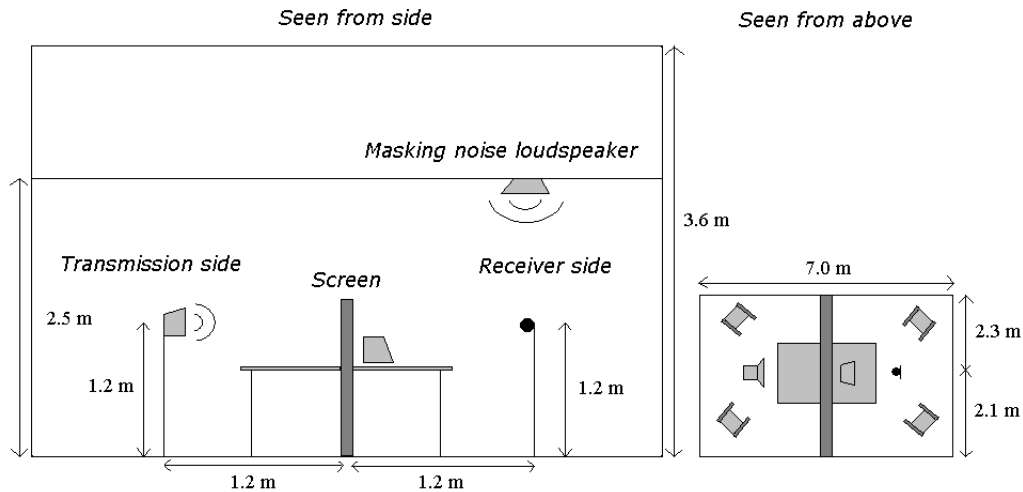 Seen from side
Seen from above
Masking noise loudspeaker
3.6 m
Transmission side
Receiver side
7.0 m
Screen
2.5 m
2.3 m
1.2 m
1.2 m
2.1 m
1.2 m
1.2 m